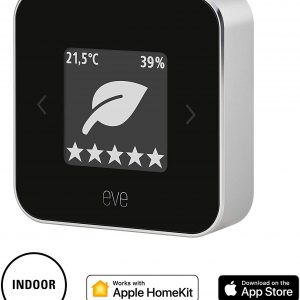 21,5°C 39%
eve
INDOOR
Works with
Apple HomeKit
Download on the
App Store